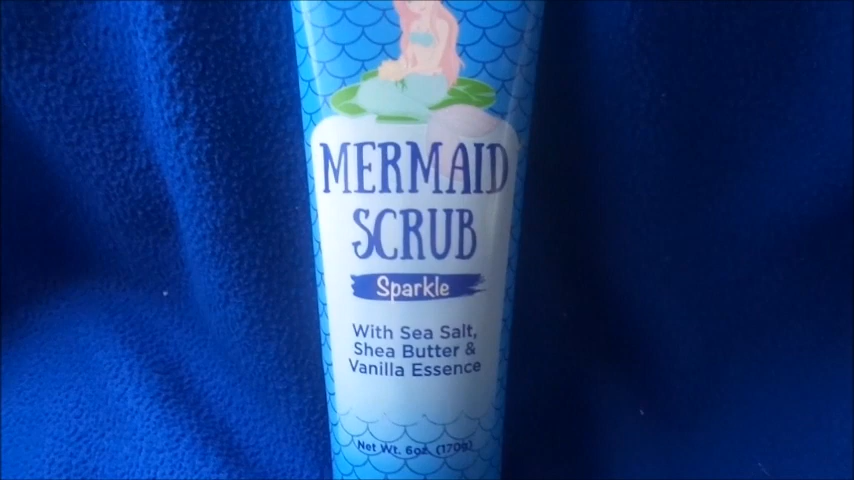 MERMAID
SCRUB
Sparkle
With Sea Salt,
Shea Butter &
Vanilla Essence
Net Wt. 6oz. (170g)